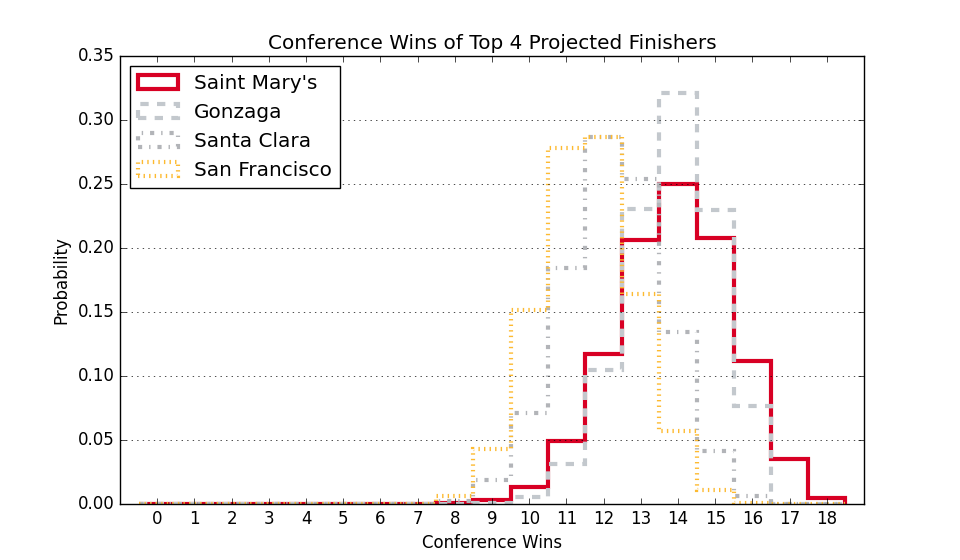 Conference Wins of Top 4 Projected Finishers
0.35
0.30
0.25
0.20
0.15
0.10
0.05
0.00
Probability
Saint Mary's
Gonzaga
Santa Clara
San Francisco
0 1 2 3 4 5 6 7 8 9 10 11 12 13 14 15 16 17 18
Conference Wins